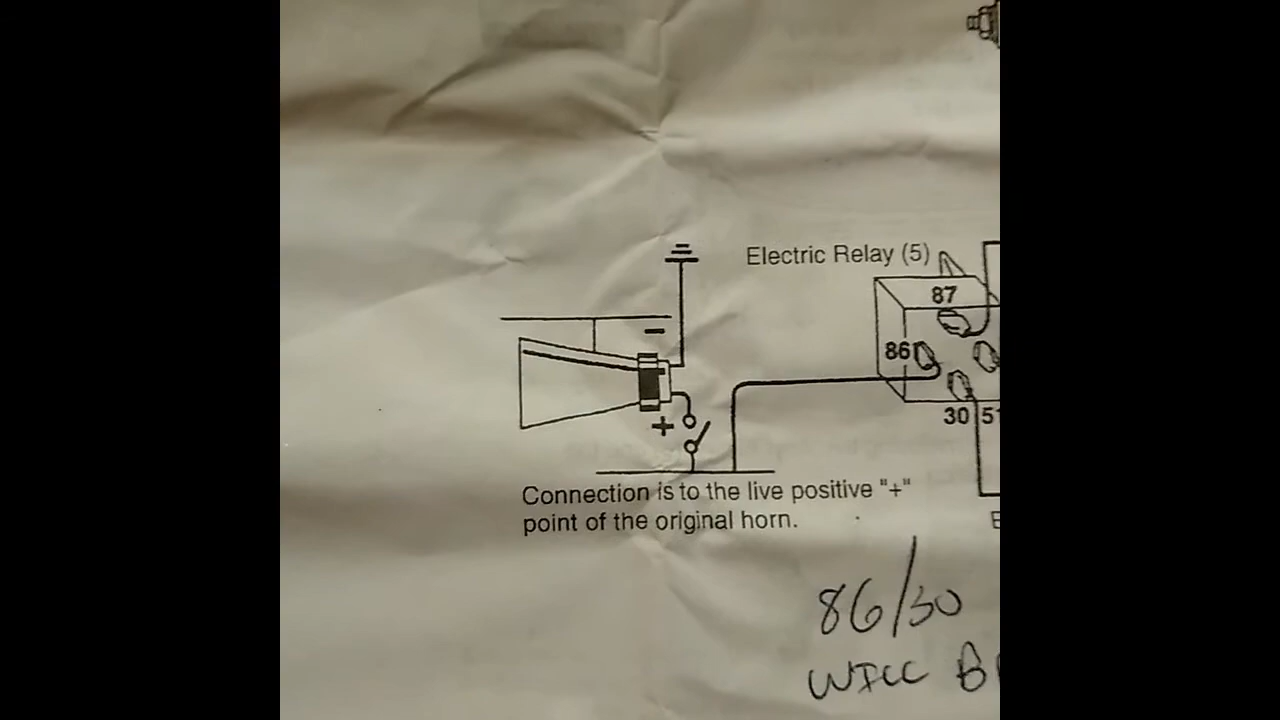 Electric Relay (5)
87
86
30 51
−
+
Connection is to the live positive "+"
point of the original horn.
86/30
WILL